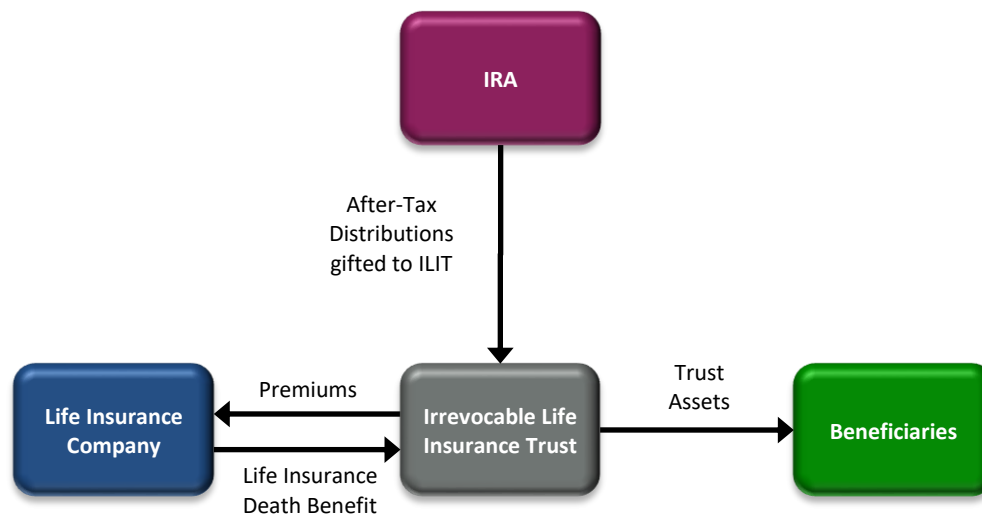 IRA
After-Tax
Distributions
gifted to ILIT
Life Insurance
Company
Premiums
Life Insurance
Death Benefit
Irrevocable Life
Insurance Trust
Trust
Assets
Beneficiaries